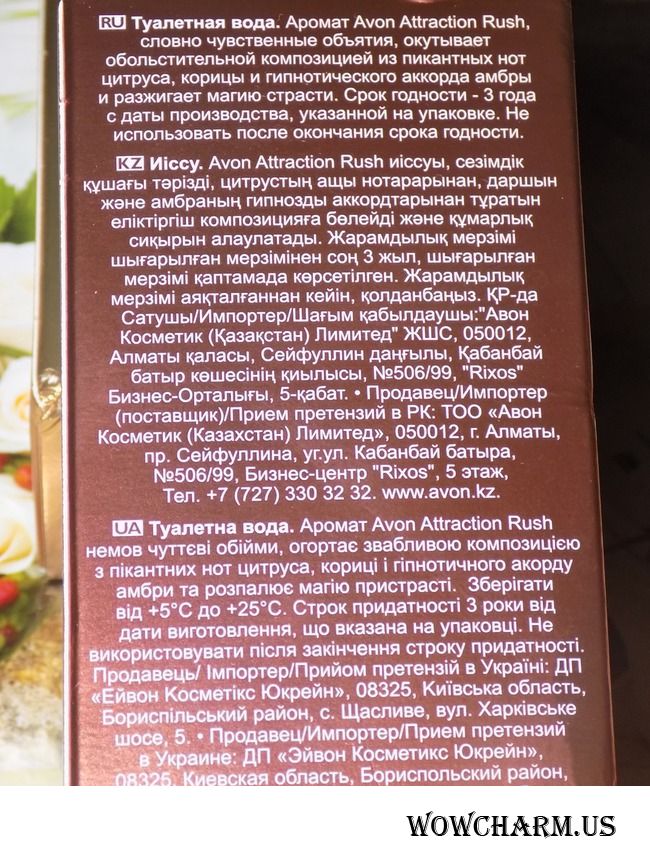 RU Туалетная вода. Аромат Avon Attraction Rush,
словно чувственные объятия, окутывает
обольстительной композицией из пикантных нот
цитруса, корицы и гипнотического аккорда амбры
и разжигает магию страсти. Срок годности - 3 года
с даты производства, указанной на упаковке. Не
использовать после окончания срока годности.
KZ Иіссу. Avon Attraction Rush иіссуы, сезімдік
құшағы тәрізді, цитрустың ащы нотарарынан, даршын
және амбраның гипнозды аккордтарынан тұратын
еліктіргіш композицияға бөлейді және құмарлық
сиқырын алаулатады. Жарамдылық мерзімі
шығарылған мерзімінен соң 3 жыл, шығарылған
мерзімі қаптамада көрсетілген. Жарамдылық
мерзімі аяқталғаннан кейін, қолданбаңыз. ҚР-да
Сатушы/Импортер/Шағым қабылдаушы:"Авон
Косметик (Қазақстан) Лимитед" ЖШС, 050012,
Алматы қаласы, Сейфуллин даңғылы, Қабанбай
батыр көшесінің қиылысы, №506/99, "Rixos"
Бизнес-Орталығы, 5-қабат. • Продавец/Импортер
(поставщик)/Прием претензий в РК: ТОО «Авон
Косметик (Казахстан) Лимитед», 050012, г. Алматы,
пр. Сейфуллина, уг.ул. Кабанбай батыра,
№506/99, Бизнес-центр "Rixos", 5 этаж,
Тел. +7 (727) 330 32 32. www.avon.kz.
UA Туалетна вода. Аромат Avon Attraction Rush
немов чуттєві обійми, огортає звабливою композицією
з пікантних нот цитруса, кориці і гіпнотичного акорду
амбри та розпалює магію пристрасті. Зберігати
від +5°C до +25°C. Строк придатності 3 роки від
дати виготовлення, що вказана на упаковці. Не
використовувати після закінчення строку придатності.
Продавець/ Імпортер/Прийом претензій в Україні: ДП
«Ейвон Косметікс Юкрейн», 08325, Київська область,
Бориспільський район, с. Щасливе, вул. Харківське
шосе, 5. • Продавец/Импортер/Прием претензий
в Украине: ДП «Эйвон Косметикс Юкрейн»,
08325, Киевская область, Бориспольский район,
WOWCHARM.US